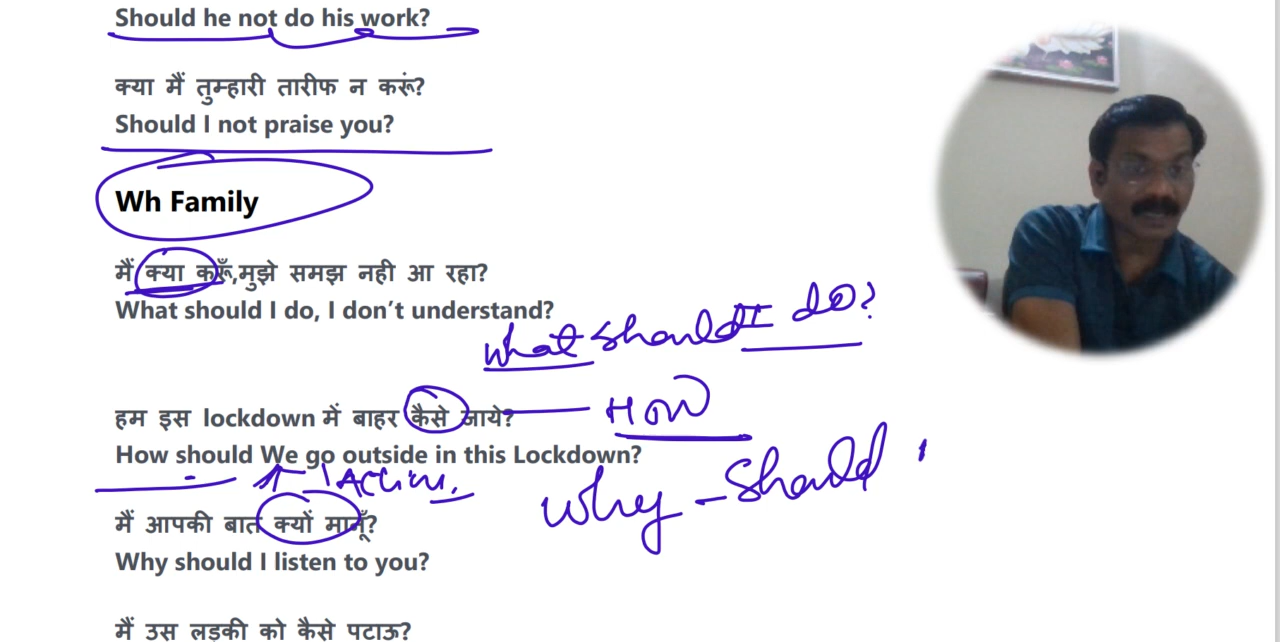 Should he not do his work?
क्या मैं तुम्हारी तारीफ न करूं?
Should I not praise you?
Wh Family
मैं क्या करूँ,मुझे समझ नही आ रहा?
What should I do, I don’t understand?
what should I do?
हम इस lockdown में बाहर कैसे जाये?
HOW
How should We go outside in this Lockdown?
Why - Should
मैं आपकी बात क्यों मानूँ?
Why should I listen to you?
मैं उस लड़की को कैसे पटाऊ?